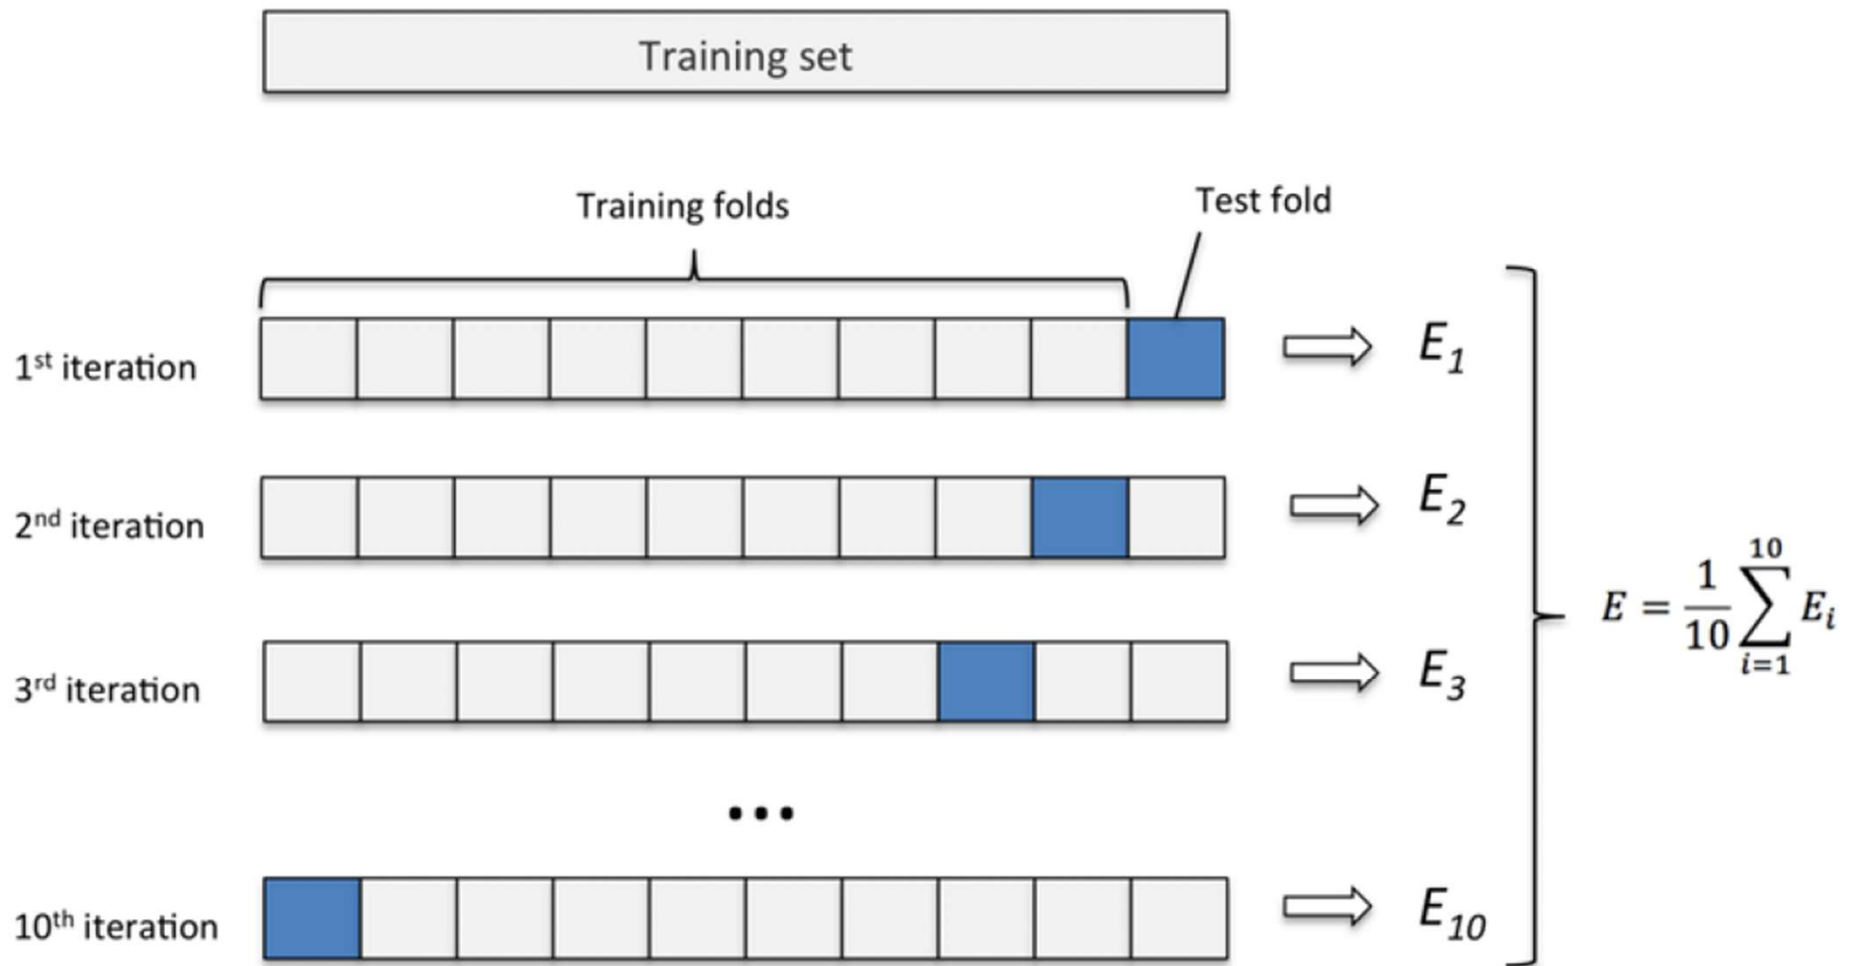 Training set
Training folds
Test fold
1st iteration
E1
2nd iteration
E2
3rd iteration
E3
...
10th iteration
E10
E = 1/10 ∑_{i=1}^{10} E_i